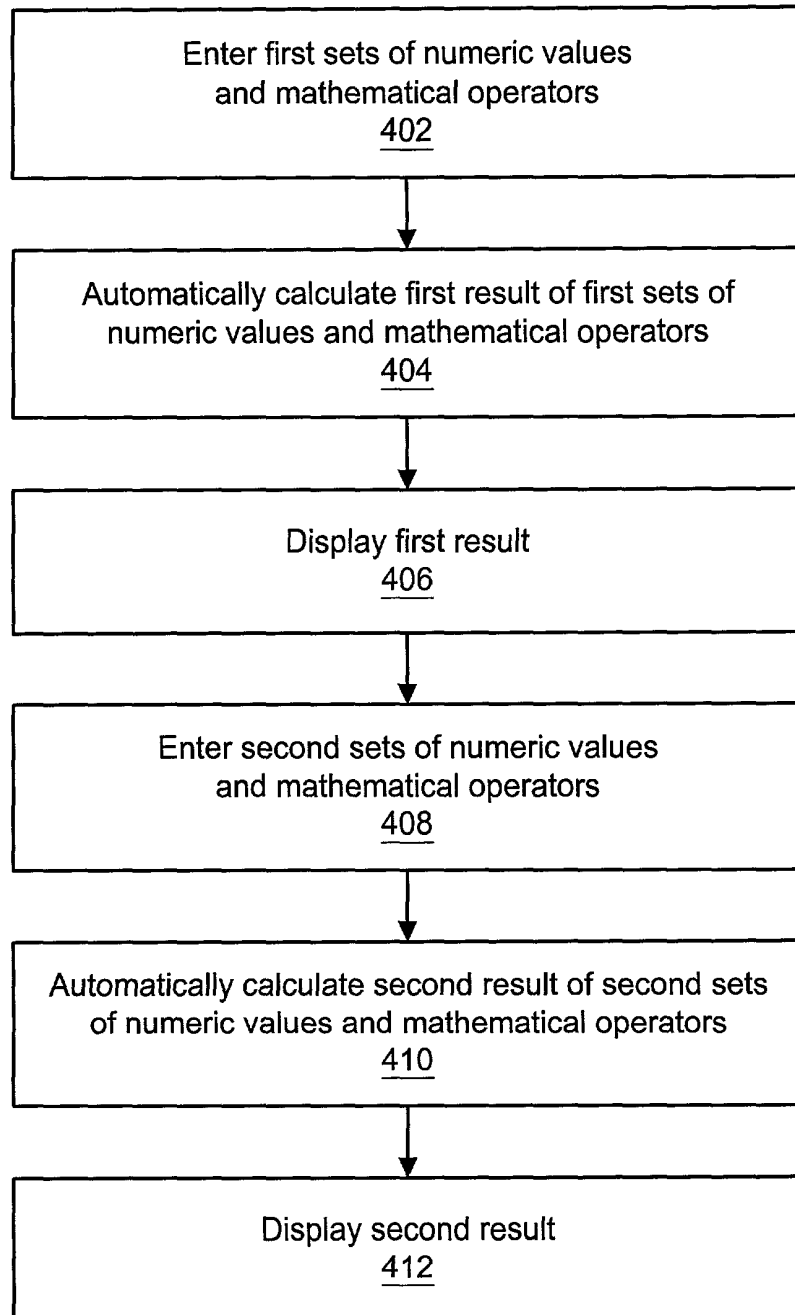 Enter first sets of numeric values
and mathematical operators
402
Automatically calculate first result of first sets of
numeric values and mathematical operators
404
Display first result
406
Enter second sets of numeric values
and mathematical operators
408
Automatically calculate second result of second sets
of numeric values and mathematical operators
410
Display second result
412